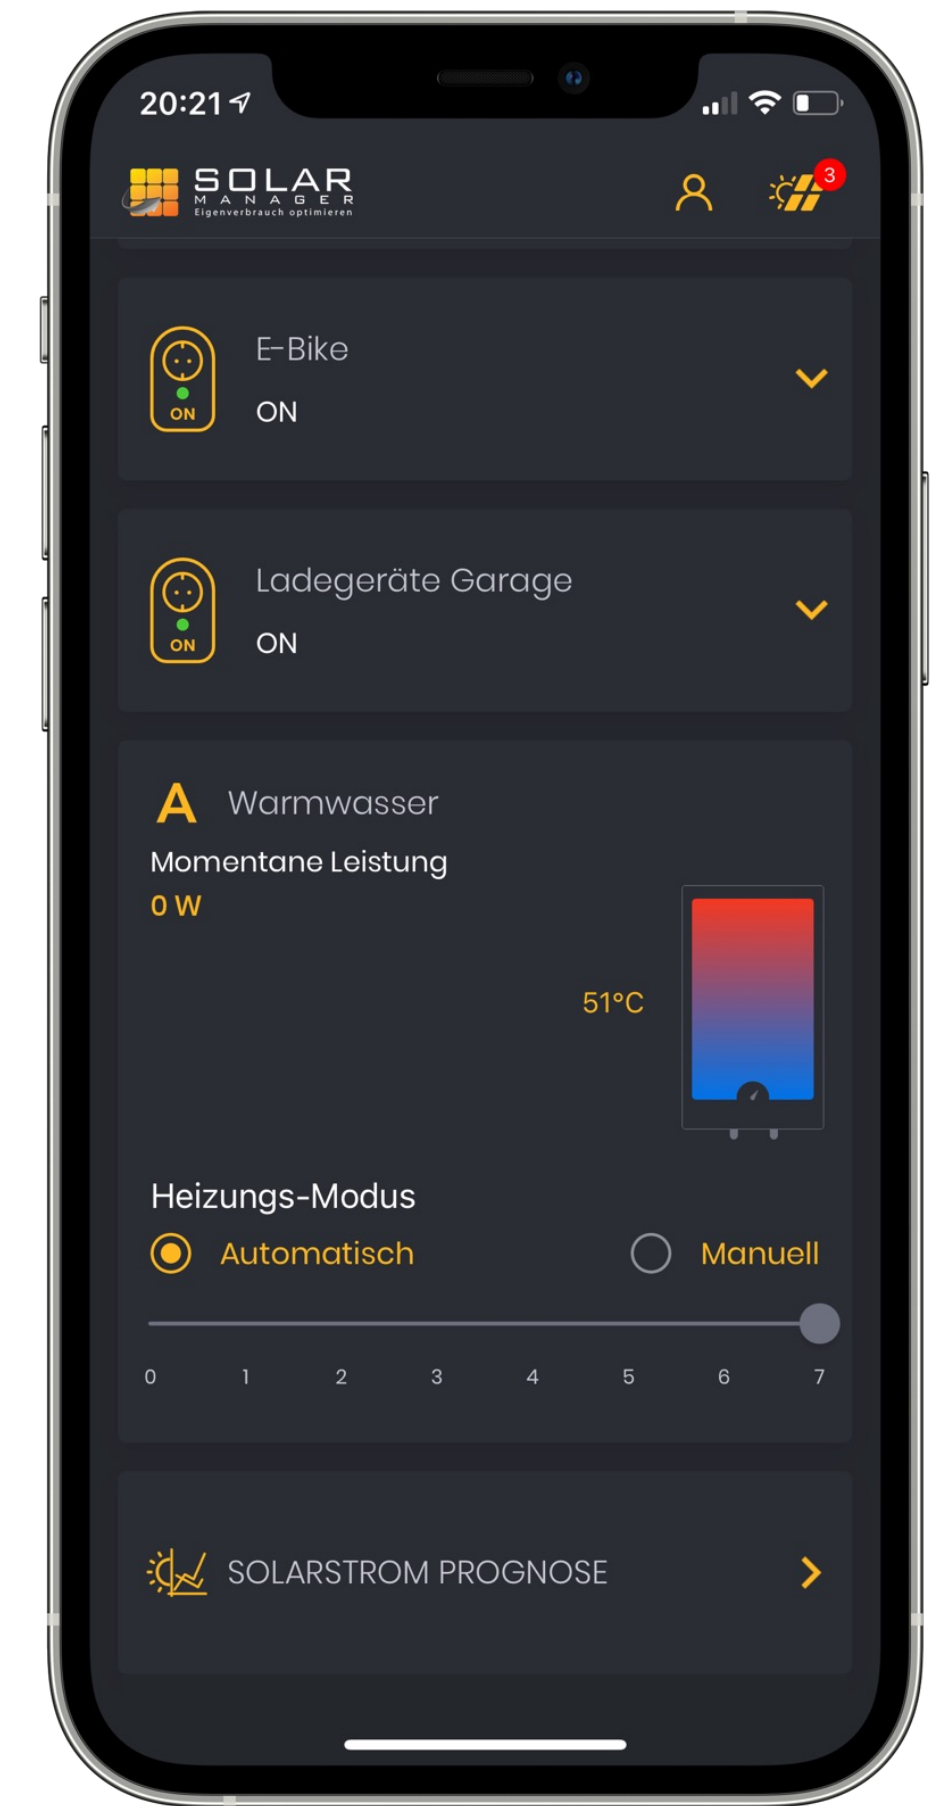 20:21
SOLAR
MANAGER
Eigenverbrauch optimieren
3
E-Bike
ON
ON
Ladegeräte Garage
ON
ON
A Warmwasser
Momentane Leistung
0 W
51°C
Heizungs-Modus
Automatisch Manuell
0 1 2 3 4 5 6 7
SOLARSTROM PROGNOSE